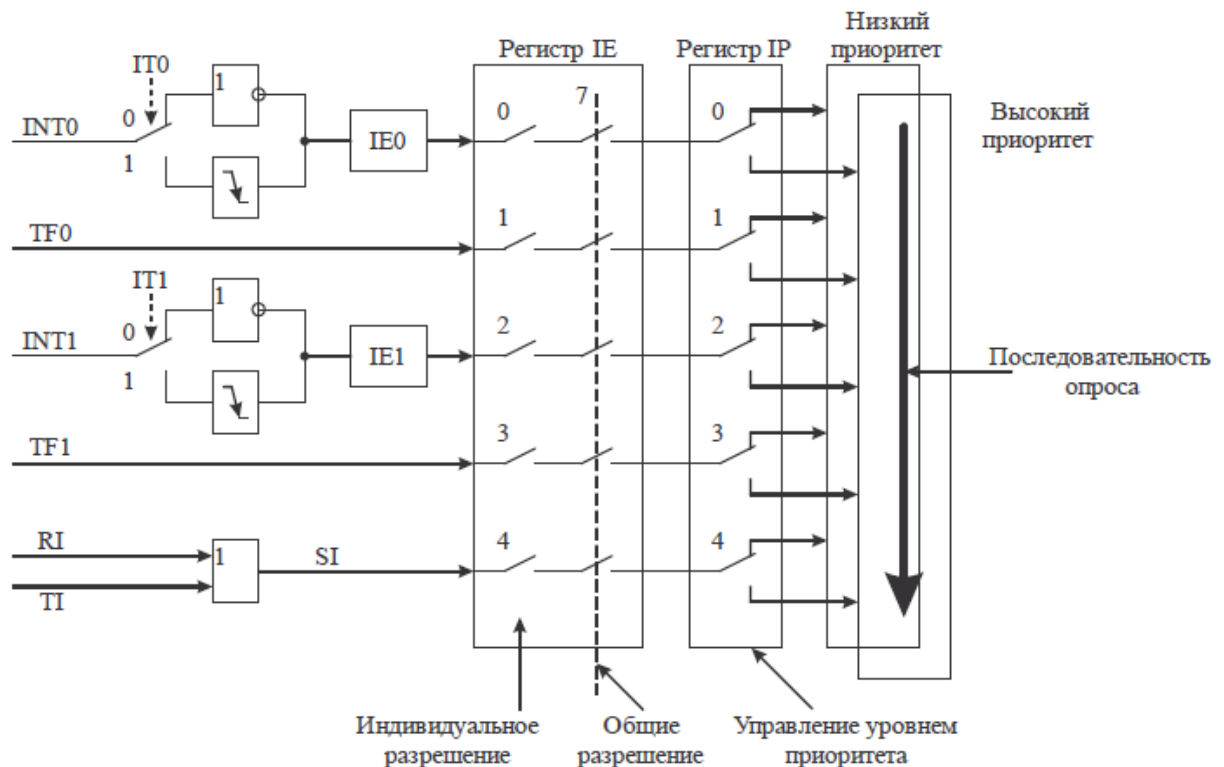 Низкий
приоритет
Регистр IE
Регистр IP
Высокий
приоритет
IT0
1
0
7
0
INT0
0
1
IE0
TF0
1
1
IT1
1
INT1
0
1
IE1
2
2
Последовательность
опроса
TF1
3
3
RI
TI
1
SI
4
4
Индивидуальное
разрешение
Общие
разрешение
Управление уровнем
приоритета